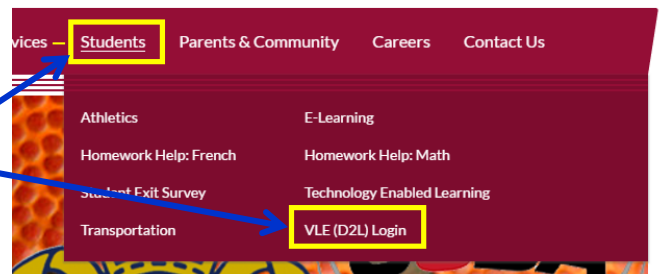 vices Students Parents & Community Careers Contact Us
Athletics E-Learning
Homework Help: French Homework Help: Math
Student Exit Survey Technology Enabled Learning
Transportation VLE (D2L) Login